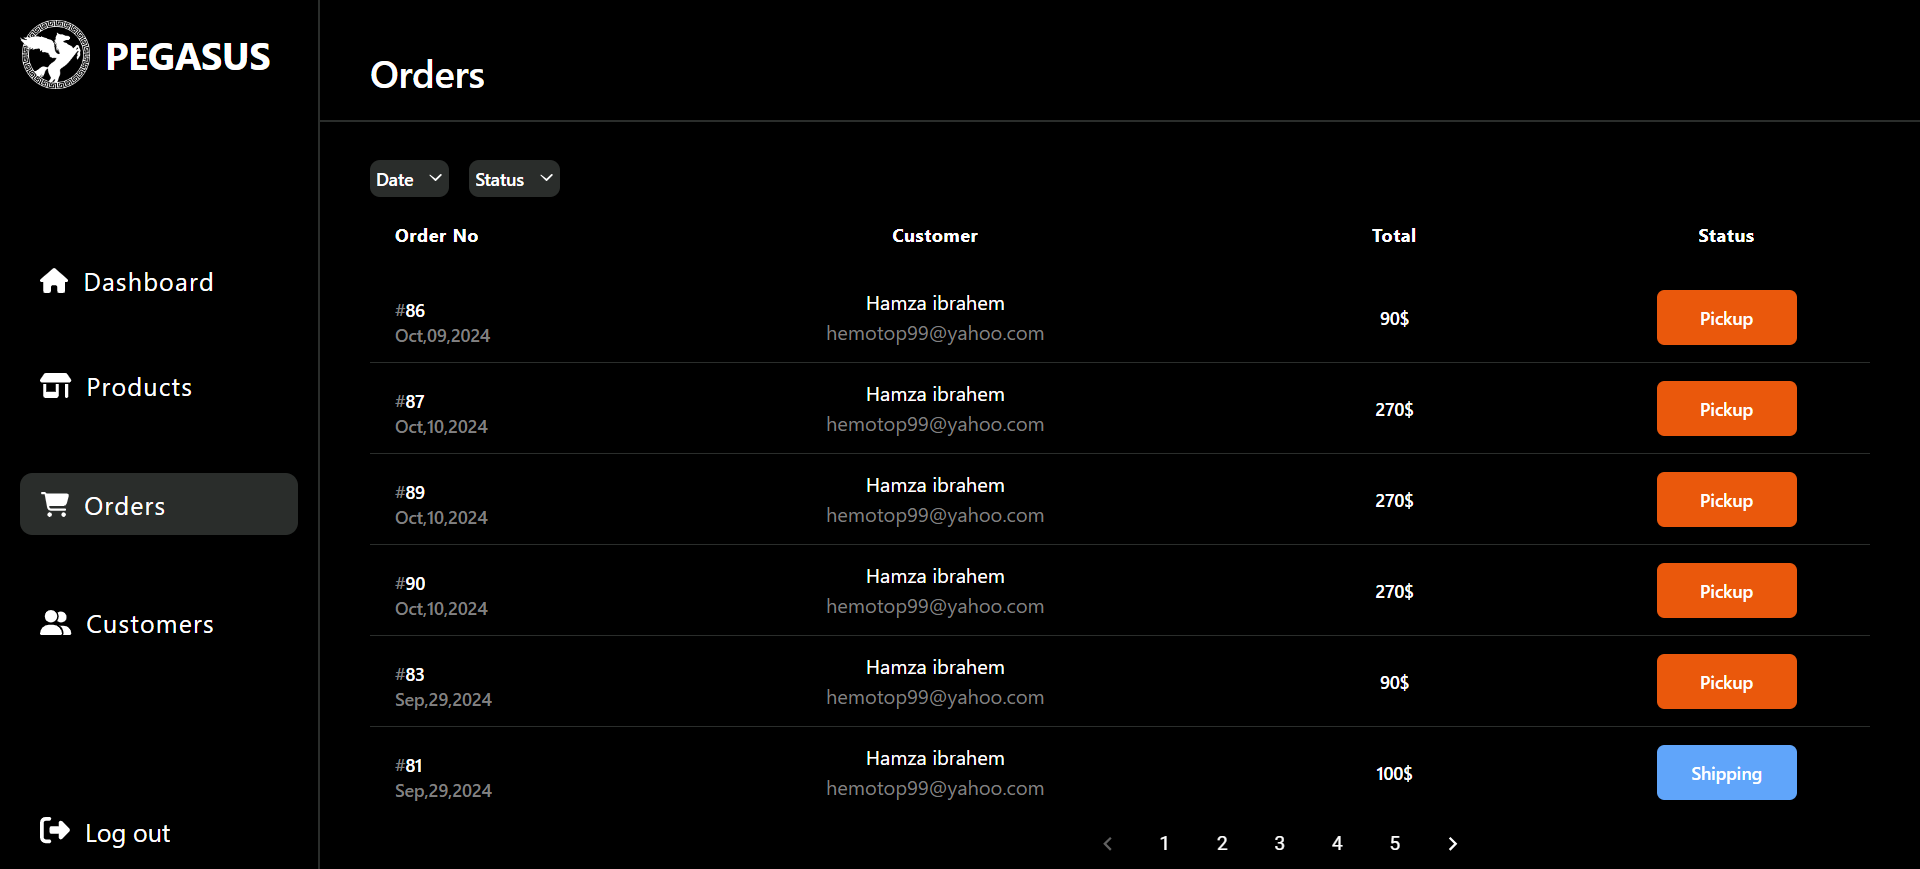 PEGASUS
Dashboard
Products
Orders
Customers
Log out
Orders
Date Status
Order No Customer Total Status
#86 Hamza ibrahem 90$ Pickup
Oct,09,2024 hemotop99@yahoo.com
#87 Hamza ibrahem 270$ Pickup
Oct,10,2024 hemotop99@yahoo.com
#89 Hamza ibrahem 270$ Pickup
Oct,10,2024 hemotop99@yahoo.com
#90 Hamza ibrahem 270$ Pickup
Oct,10,2024 hemotop99@yahoo.com
#83 Hamza ibrahem 90$ Pickup
Sep,29,2024 hemotop99@yahoo.com
#81 Hamza ibrahem 100$ Shipping
Sep,29,2024 hemotop99@yahoo.com
1 2 3 4 5